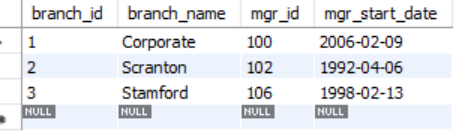 branch_id branch_name mgr_id mgr_start_date
1 Corporate 100 2006-02-09
2 Scranton 102 1992-04-06
3 Stamford 106 1998-02-13
NULL NULL NULL NULL